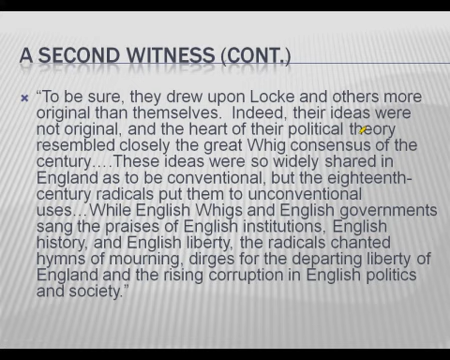 A SECOND WITNESS (CONT.)
“To be sure, they drew upon Locke and others more
original than themselves.  Indeed, their ideas were
not original, and the heart of their political theory
resembled closely the great Whig consensus of the
century….These ideas were so widely shared in
England as to be conventional, but the eighteenth-
century radicals put them to unconventional
uses…While English Whigs and English governments
sang the praises of English institutions, English
history, and English liberty, the radicals chanted
hymns of mourning, dirges for the departing liberty of
England and the rising corruption in English politics
and society.”